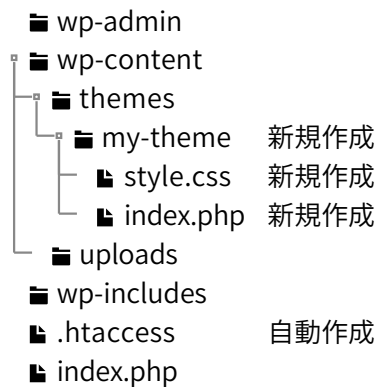 wp-admin
wp-content
themes
my-theme 新規作成
style.css 新規作成
index.php 新規作成
uploads
wp-includes
.htaccess 自動作成
index.php